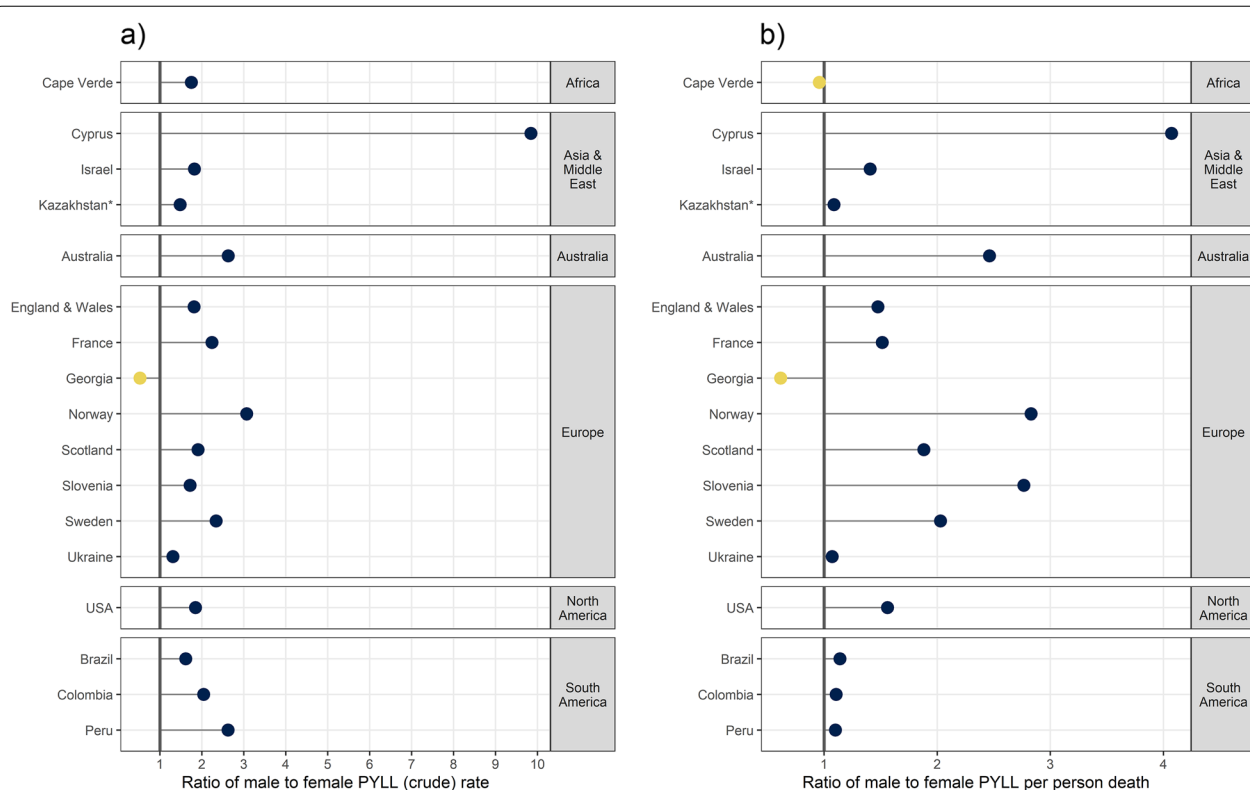 a)
Cape Verde
Africa
Cyprus
Israel
Kazakhstan*
Asia &
Middle
East
Australia
Australia
England & Wales
France
Georgia
Norway
Scotland
Slovenia
Sweden
Ukraine
Europe
USA
North
America
Brazil
Colombia
Peru
South
America
1 2 3 4 5 6 7 8 9 10
Ratio of male to female PYLL (crude) rate
b)
Cape Verde
Africa
Cyprus
Israel
Kazakhstan*
Asia &
Middle
East
Australia
Australia
England & Wales
France
Georgia
Norway
Scotland
Slovenia
Sweden
Ukraine
Europe
USA
North
America
Brazil
Colombia
Peru
South
America
1 2 3 4
Ratio of male to female PYLL per person death